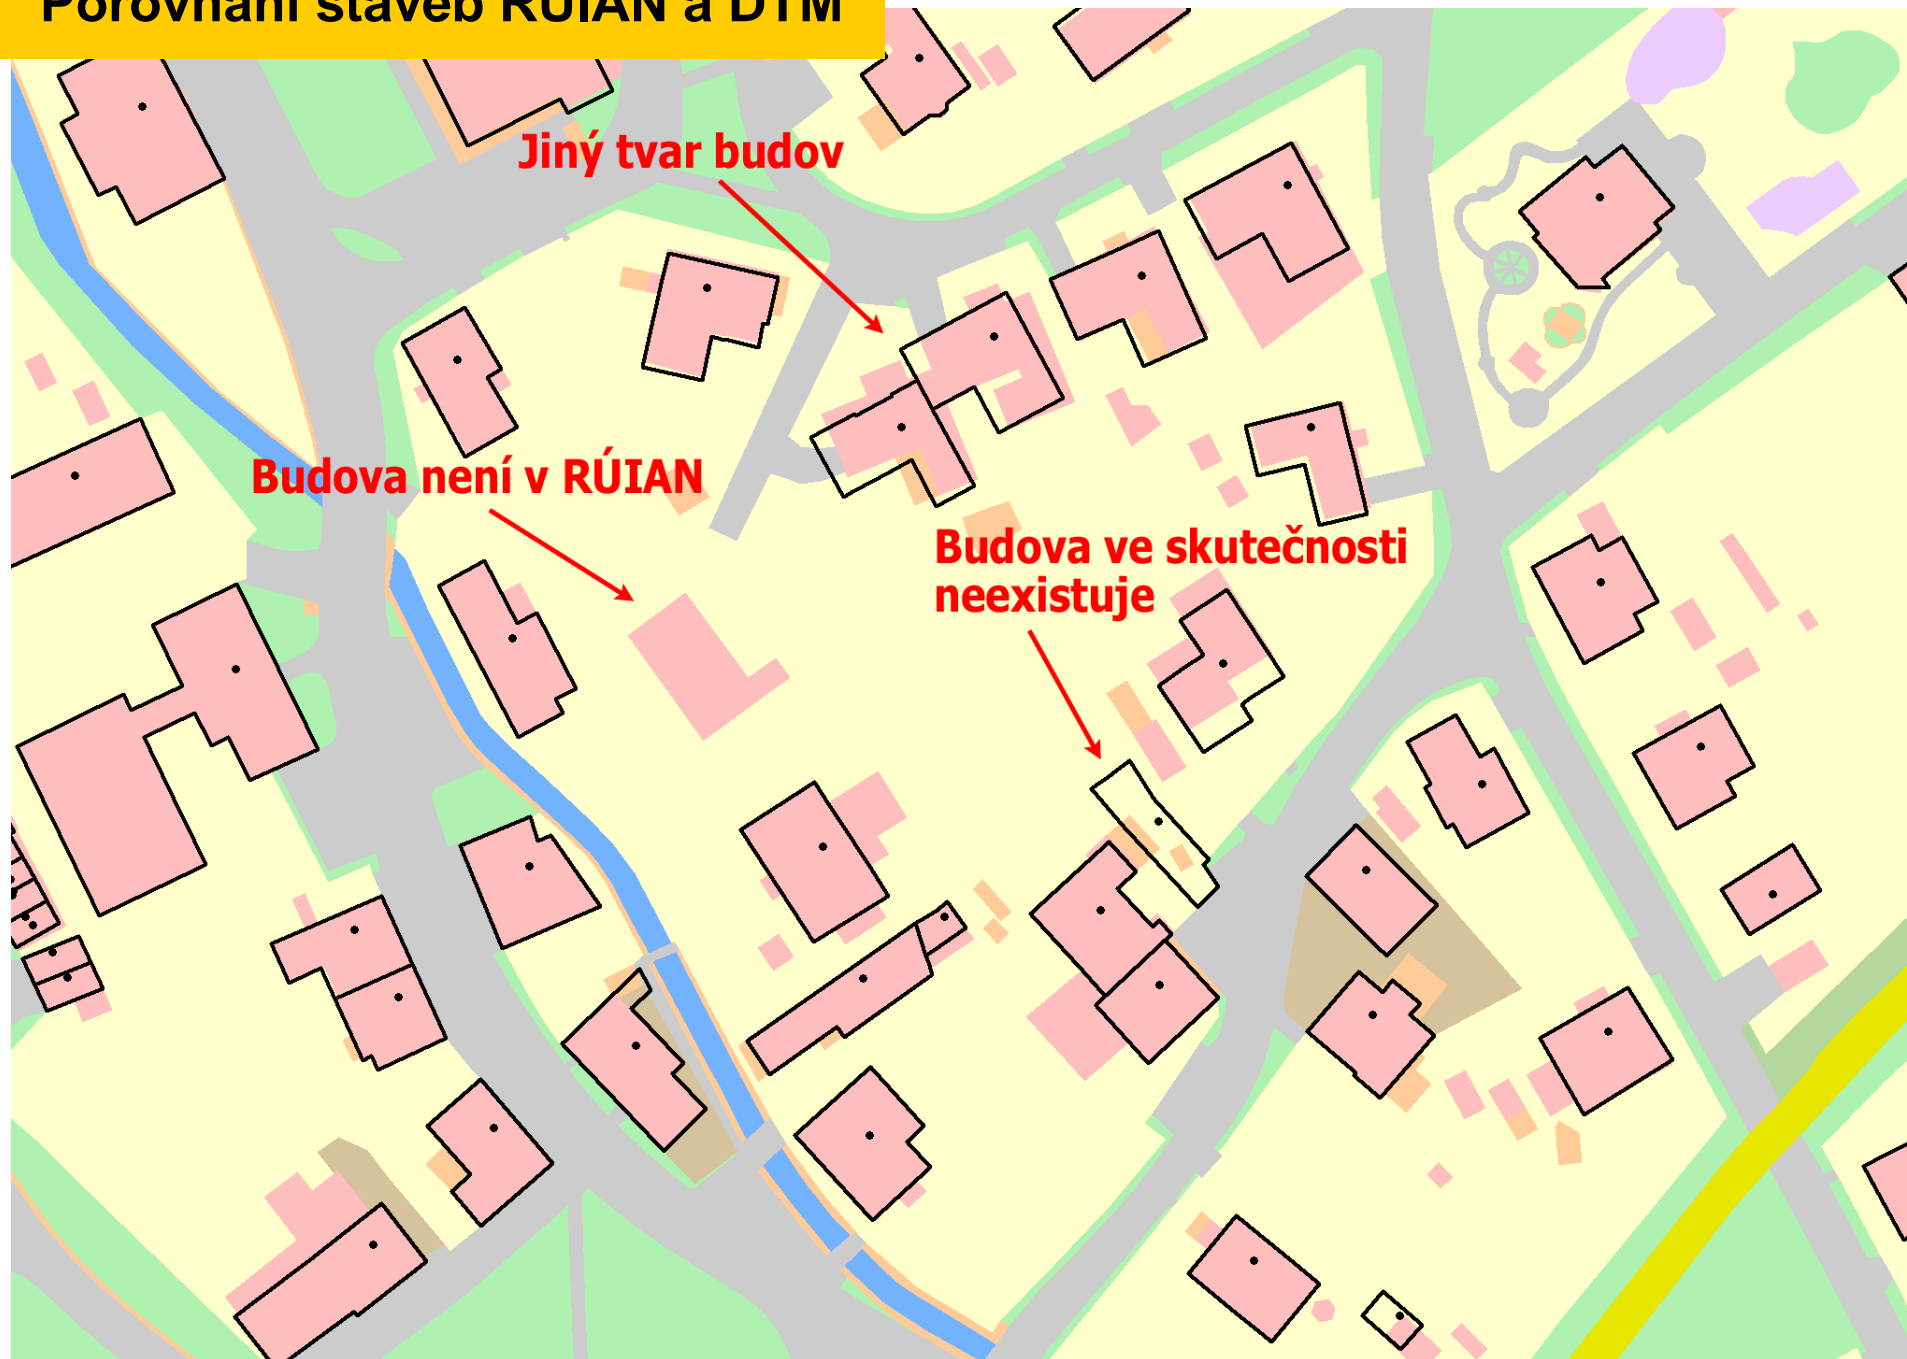 Porovnání staveb RÚIAN a DTM
Jiný tvar budov
Budova není v RÚIAN
Budova ve skutečnosti
neexistuje